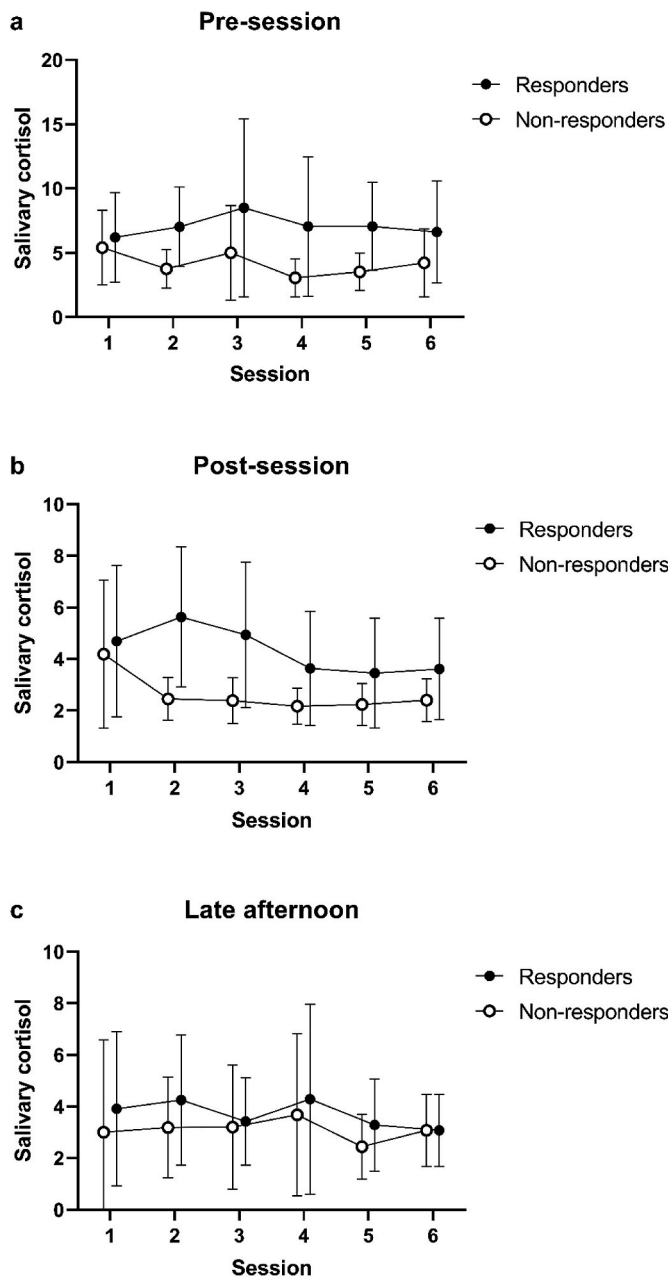 a
Pre-session
20
15
10
5
0
Salivary cortisol
1 2 3 4 5 6
Session
Responders
Non-responders
b
Post-session
10
8
6
4
2
0
Salivary cortisol
1 2 3 4 5 6
Session
Responders
Non-responders
c
Late afternoon
10
8
6
4
2
0
Salivary cortisol
1 2 3 4 5 6
Session
Responders
Non-responders